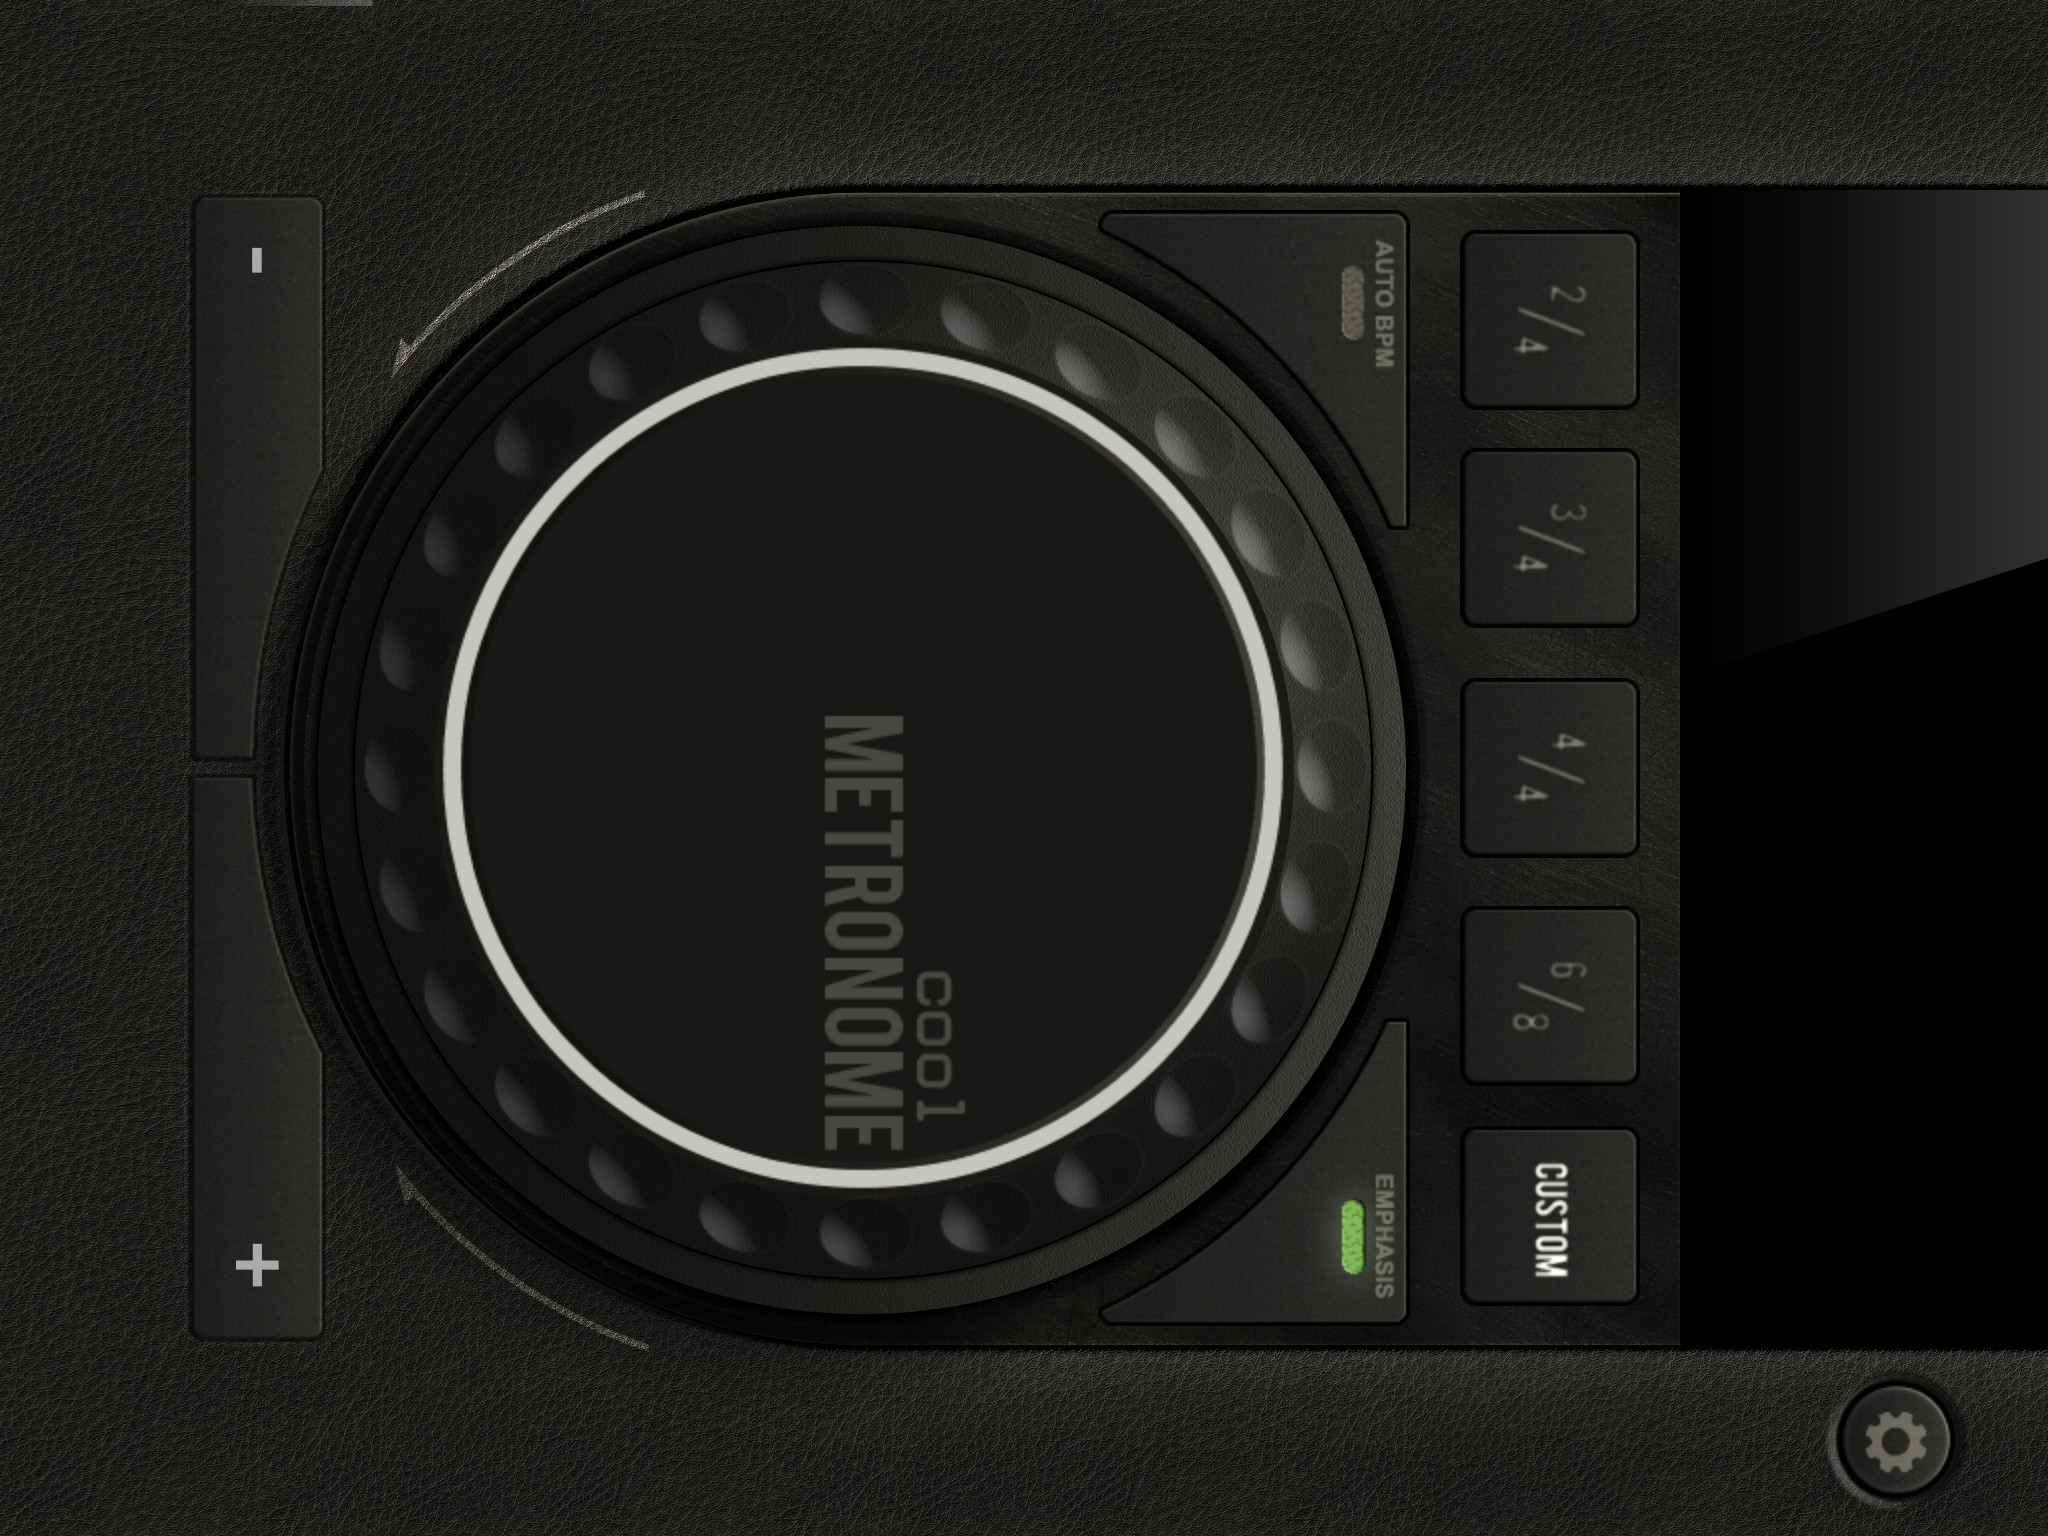 2/4
3/4
4/4
6/8
CUSTOM
AUTO BPM
EMPHASIS
cool
METRONOME
-
+